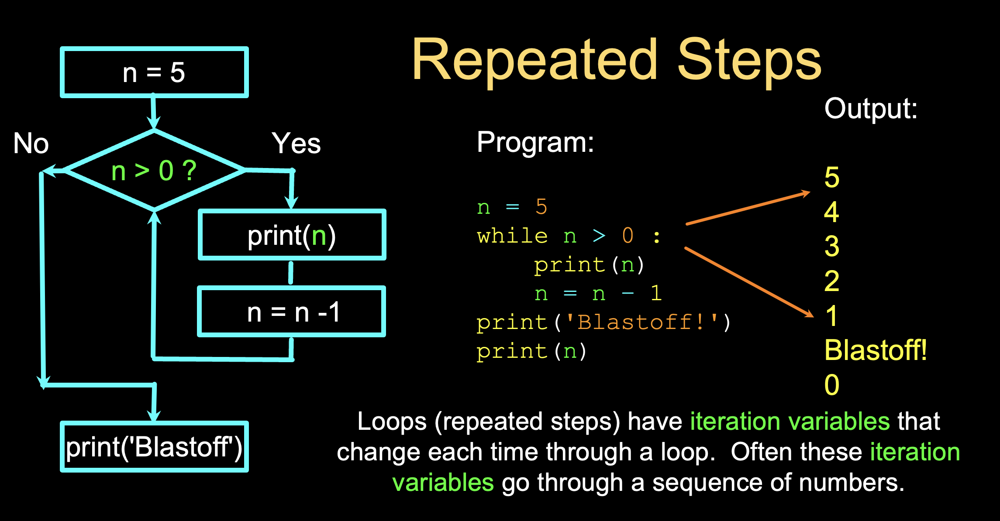 Repeated Steps
n = 5
No
Yes
n > 0 ?
print(n)
n = n -1
print('Blastoff')
Program:
n = 5
while n > 0 :
    print(n)
    n = n - 1
print('Blastoff!')
print(n)
Output:
5
4
3
2
1
Blastoff!
0
Loops (repeated steps) have iteration variables that
change each time through a loop.  Often these iteration
variables go through a sequence of numbers.